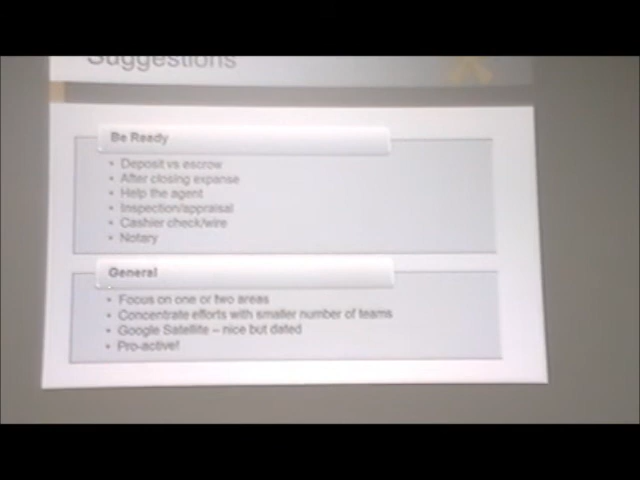 Suggestions
Be Ready
• Deposit vs escrow
• After closing expanse
• Help the agent
• Inspection/appraisal
• Cashier check/wire
• Notary
General
• Focus on one or two areas
• Concentrate efforts with smaller number of teams
• Google Satellite – nice but dated
• Pro-active!